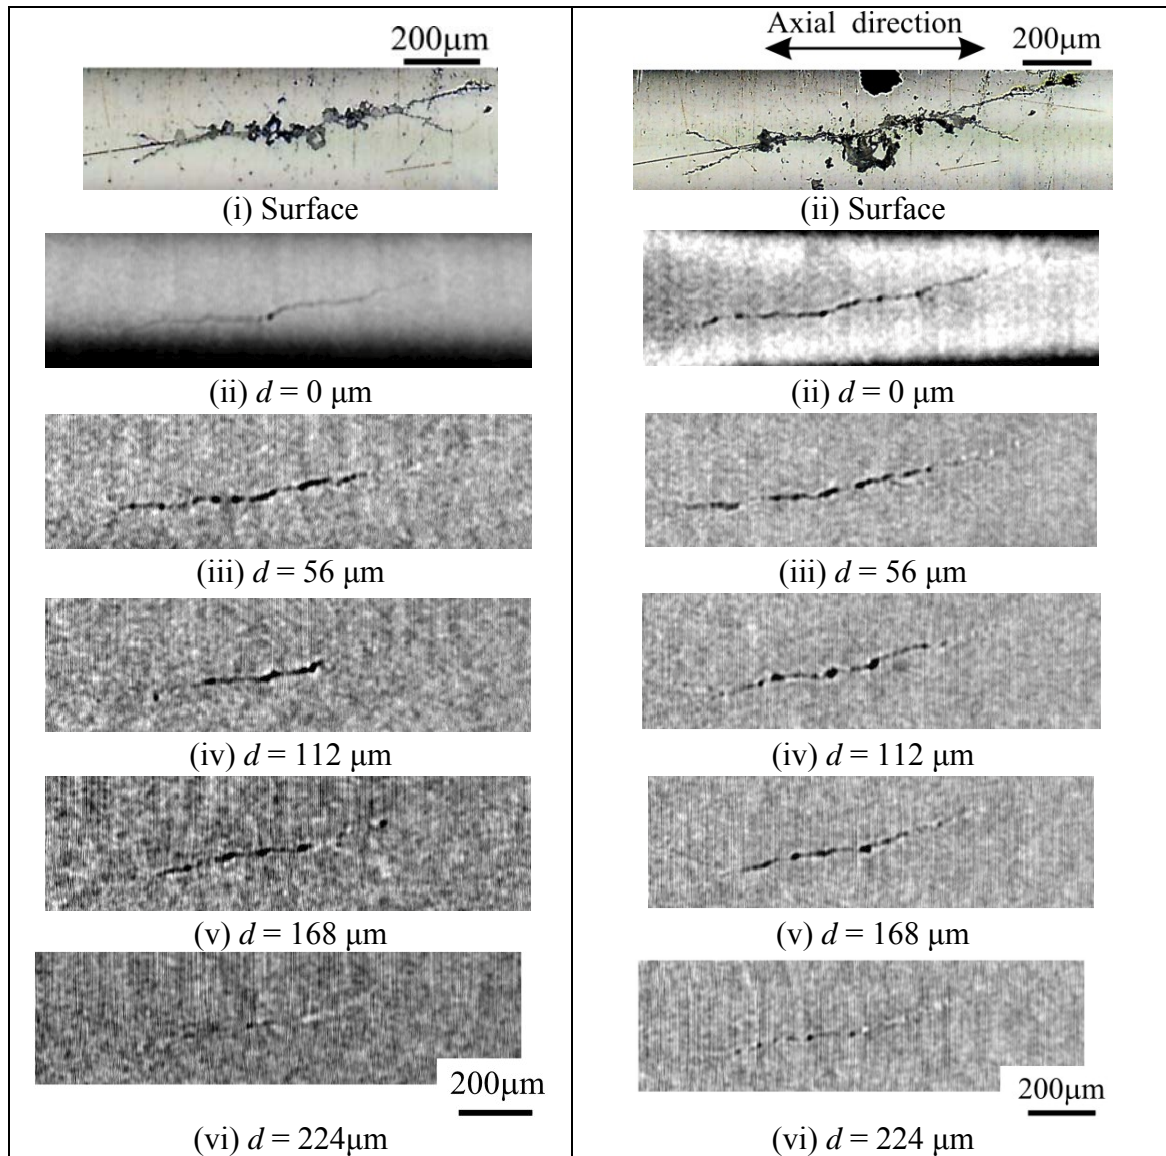 200μm
(i) Surface
(ii) d = 0 μm
(iii) d = 56 μm
(iv) d = 112 μm
(v) d = 168 μm
200μm
(vi) d = 224μm
Axial direction
200μm
(ii) Surface
(ii) d = 0 μm
(iii) d = 56 μm
(iv) d = 112 μm
(v) d = 168 μm
200μm
(vi) d = 224 μm